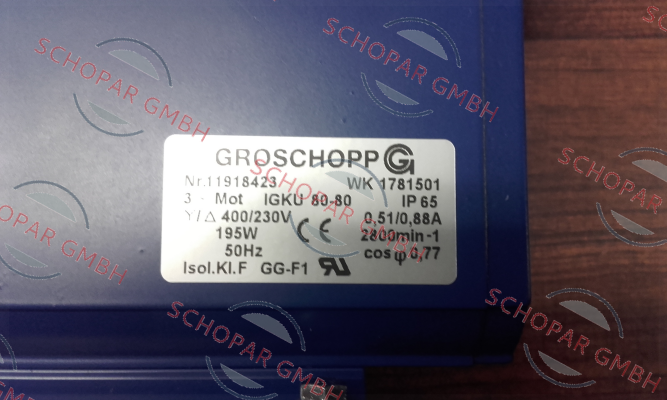 GROSCHOPP G
Nr.11918423 WK 1781501
3 ~ Mot IGKU 80-80 IP 65
Y/Δ 400/230V 0,51/0,88A
195W CE 2800min-1
50Hz cos φ 0,77
Isol.Kl.F GG-F1 RU
SCHOPAR GMBH
SCHOPAR GMBH
SCHOPAR GMBH
SCHOPAR GMBH
SCHOPAR GMBH
SCHOPAR GMBH
SCHOPAR GMBH